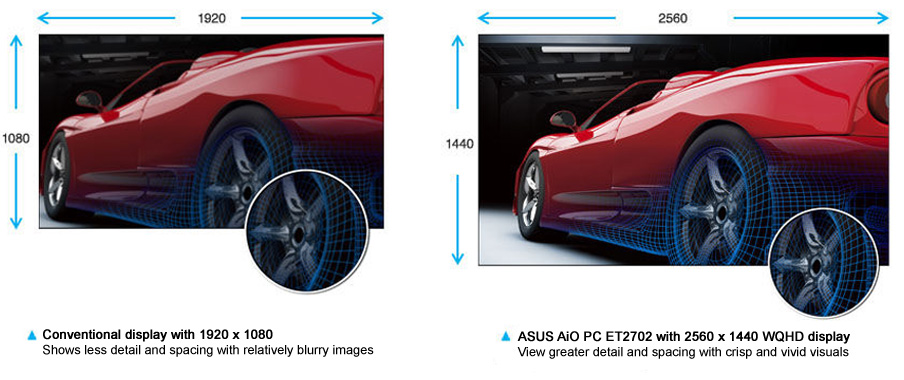 1920
1080
▲ Conventional display with 1920 x 1080
Shows less detail and spacing with relatively blurry images
2560
1440
▲ ASUS AiO PC ET2702 with 2560 x 1440 WQHD display
View greater detail and spacing with crisp and vivid visuals